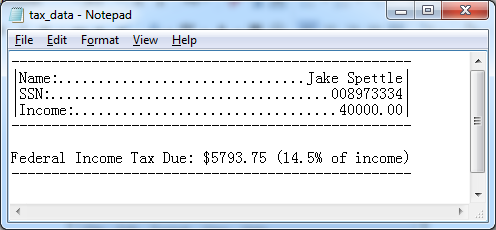 tax_data - Notepad
File Edit Format View Help
--------------------------------------------------
|Name:...............................Jake Spettle|
|SSN:...................................008973334|
|Income:.................................40000.00|
--------------------------------------------------
Federal Income Tax Due: $5793.75 (14.5% of income)
--------------------------------------------------